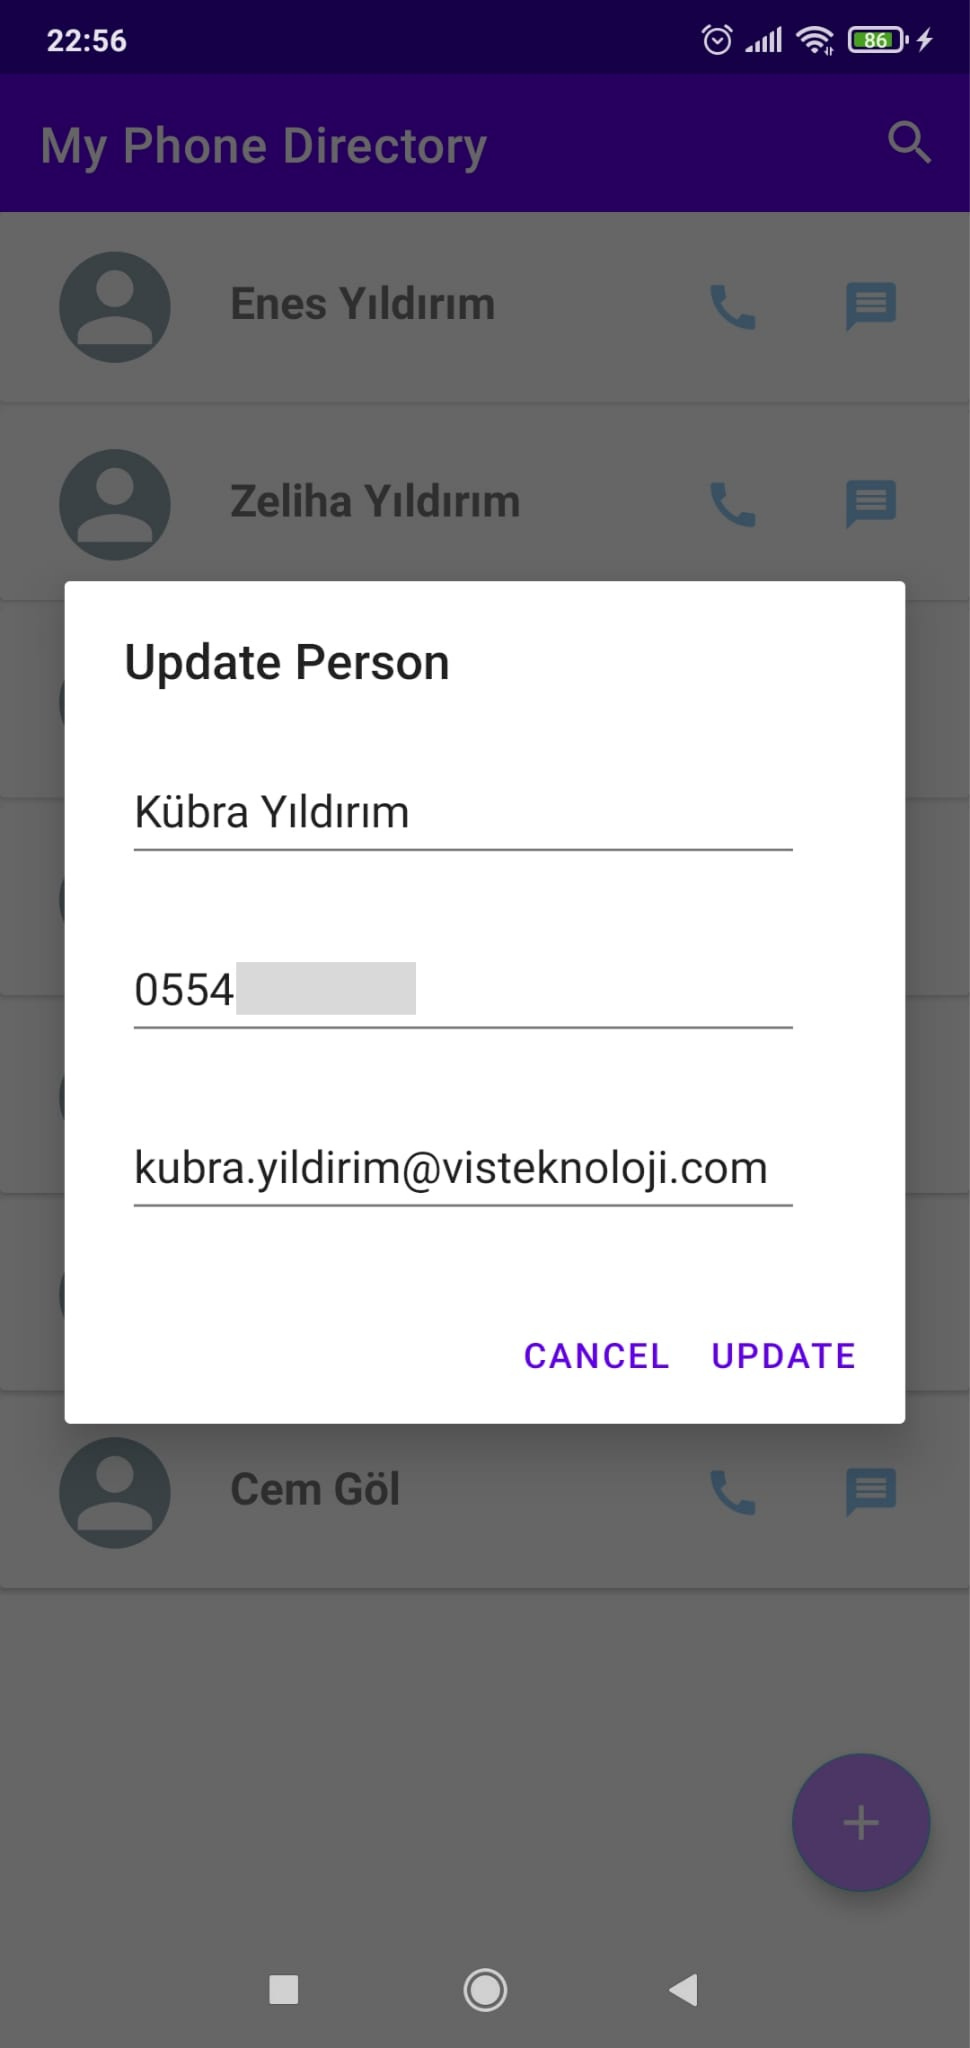 22:56
86
My Phone Directory
Enes Yıldırım
Zeliha Yıldırım
Update Person
Kübra Yıldırım
0554
kubra.yildirim@visteknoloji.com
CANCEL UPDATE
Cem Göl